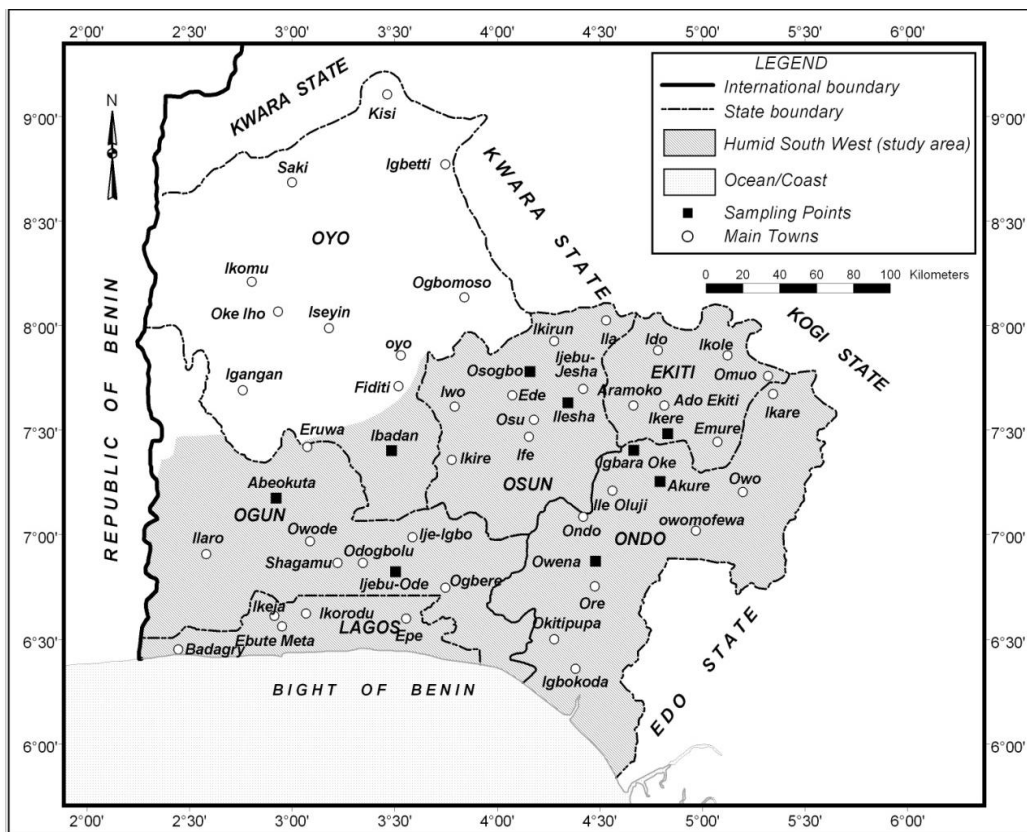 2°00' 2°30' 3°00' 3°30' 4°00' 4°30' 5°00' 5°30' 6°00'
LEGEND
International boundary
State boundary
Humid South West (study area)
Ocean/Coast
Sampling Points
Main Towns
0 20 40 60 80 100 Kilometers
N
9°00'
8°30'
8°00'
7°30'
7°00'
6°30'
6°00'
9°00'
8°30'
8°00'
7°30'
7°00'
6°30'
6°00'
KWARA STATE
KWARA STATE
KOGI STATE
EDO STATE
REPUBLIC OF BENIN
BIGHT OF BENIN
Kisi
Saki
Igbetti
OYO
Ikomu
Ogbomoso
Oke Iho
Iseyin
oyo
Igangan
Fiditi
Eruwa
Ibadan
Ikirun
Ila
Ijebu-
Jesha
Osogbo
Iwo
Ede
Ilesha
Osu
Ife
Ikire
OSUN
Ido
Ikole
EKITI
Omuo
Aramoko
Ado Ekiti
Ikere
Emure
Ikare
Igbara Oke
Akure
Owo
Ile Oluji
owomofewa
Ondo
ONDO
Owena
Ore
Okitipupa
Igbokoda
Abeokuta
OGUN
Owode
Ije-Igbo
Ilaro
Odogbolu
Shagamu
Ijebu-Ode
Ogbere
Ikeja
Ikorodu
LAGOS
Epe
Ebute Meta
Badagry
2°00' 2°30' 3°00' 3°30' 4°00' 4°30' 5°00' 5°30' 6°00'